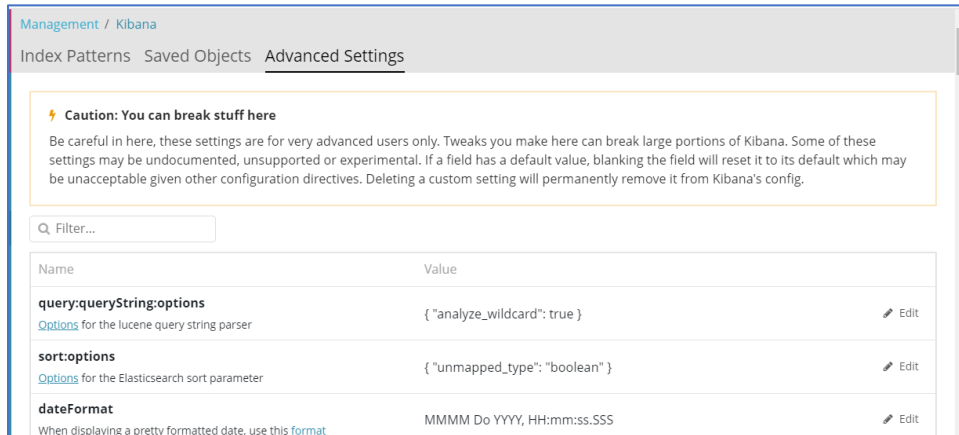 Management / Kibana
Index Patterns Saved Objects Advanced Settings
Caution: You can break stuff here
Be careful in here, these settings are for very advanced users only. Tweaks you make here can break large portions of Kibana. Some of these
settings may be undocumented, unsupported or experimental. If a field has a default value, blanking the field will reset it to its default which may
be unacceptable given other configuration directives. Deleting a custom setting will permanently remove it from Kibana's config.
Filter...
Name Value
query:queryString:options
Options for the lucene query string parser
{ "analyze_wildcard": true }
Edit
sort:options
Options for the Elasticsearch sort parameter
{ "unmapped_type": "boolean" }
Edit
dateFormat
When displaying a pretty formatted date, use this format
MMMM Do YYYY, HH:mm:ss.SSS
Edit